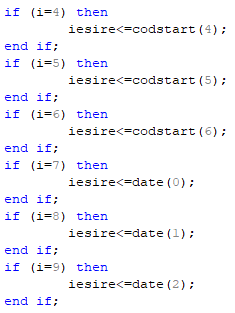 if (i=4) then
iesire<=codstart(4);
end if;
if (i=5) then
iesire<=codstart(5);
end if;
if (i=6) then
iesire<=codstart(6);
end if;
if (i=7) then
iesire<=date(0);
end if;
if (i=8) then
iesire<=date(1);
end if;
if (i=9) then
iesire<=date(2);
end if;